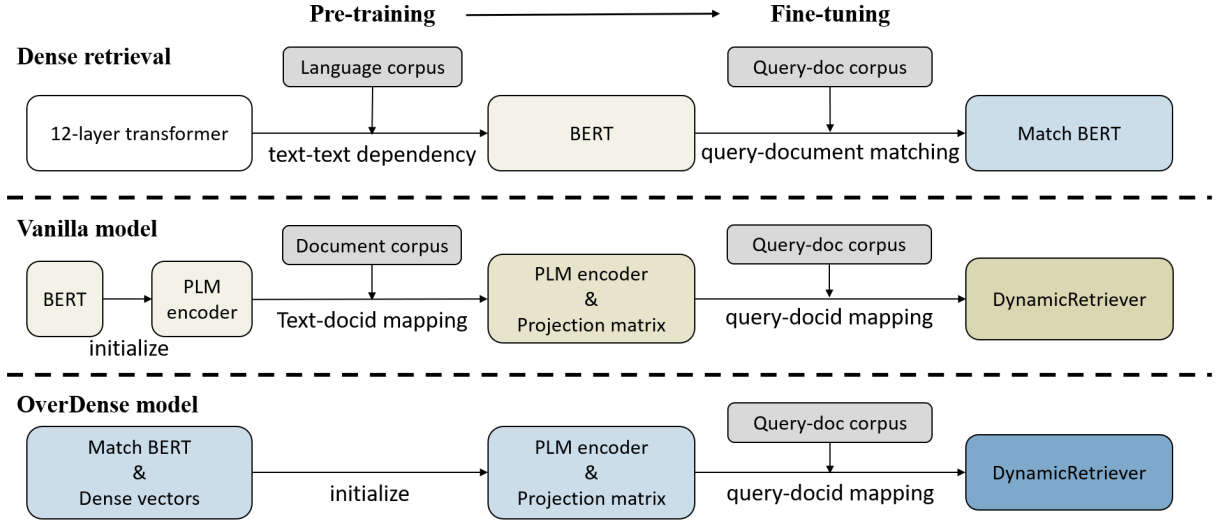 Pre-training
Fine-tuning
Dense retrieval
Language corpus
Query-doc corpus
12-layer transformer
BERT
Match BERT
text-text dependency
query-document matching
Vanilla model
Document corpus
Query-doc corpus
BERT
PLM
encoder
PLM encoder
&
Projection matrix
DynamicRetriever
initialize
Text-docid mapping
query-docid mapping
OverDense model
Query-doc corpus
Match BERT
&
Dense vectors
PLM encoder
&
Projection matrix
DynamicRetriever
initialize
query-docid mapping